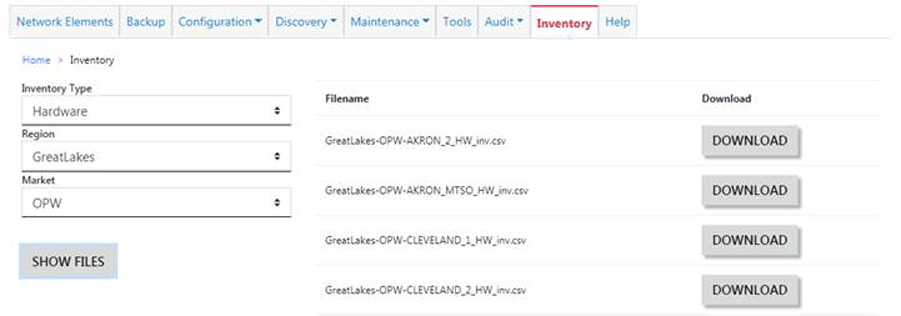 Network Elements Backup Configuration Discovery Maintenance Tools Audit Inventory Help
Home > Inventory
Inventory Type
Hardware
Region
GreatLakes
Market
OPW
SHOW FILES
Filename Download
GreatLakes-OPW-AKRON_2_HW_inv.csv DOWNLOAD
GreatLakes-OPW-AKRON_MTSO_HW_inv.csv DOWNLOAD
GreatLakes-OPW-CLEVELAND_1_HW_inv.csv DOWNLOAD
GreatLakes-OPW-CLEVELAND_2_HW_inv.csv DOWNLOAD